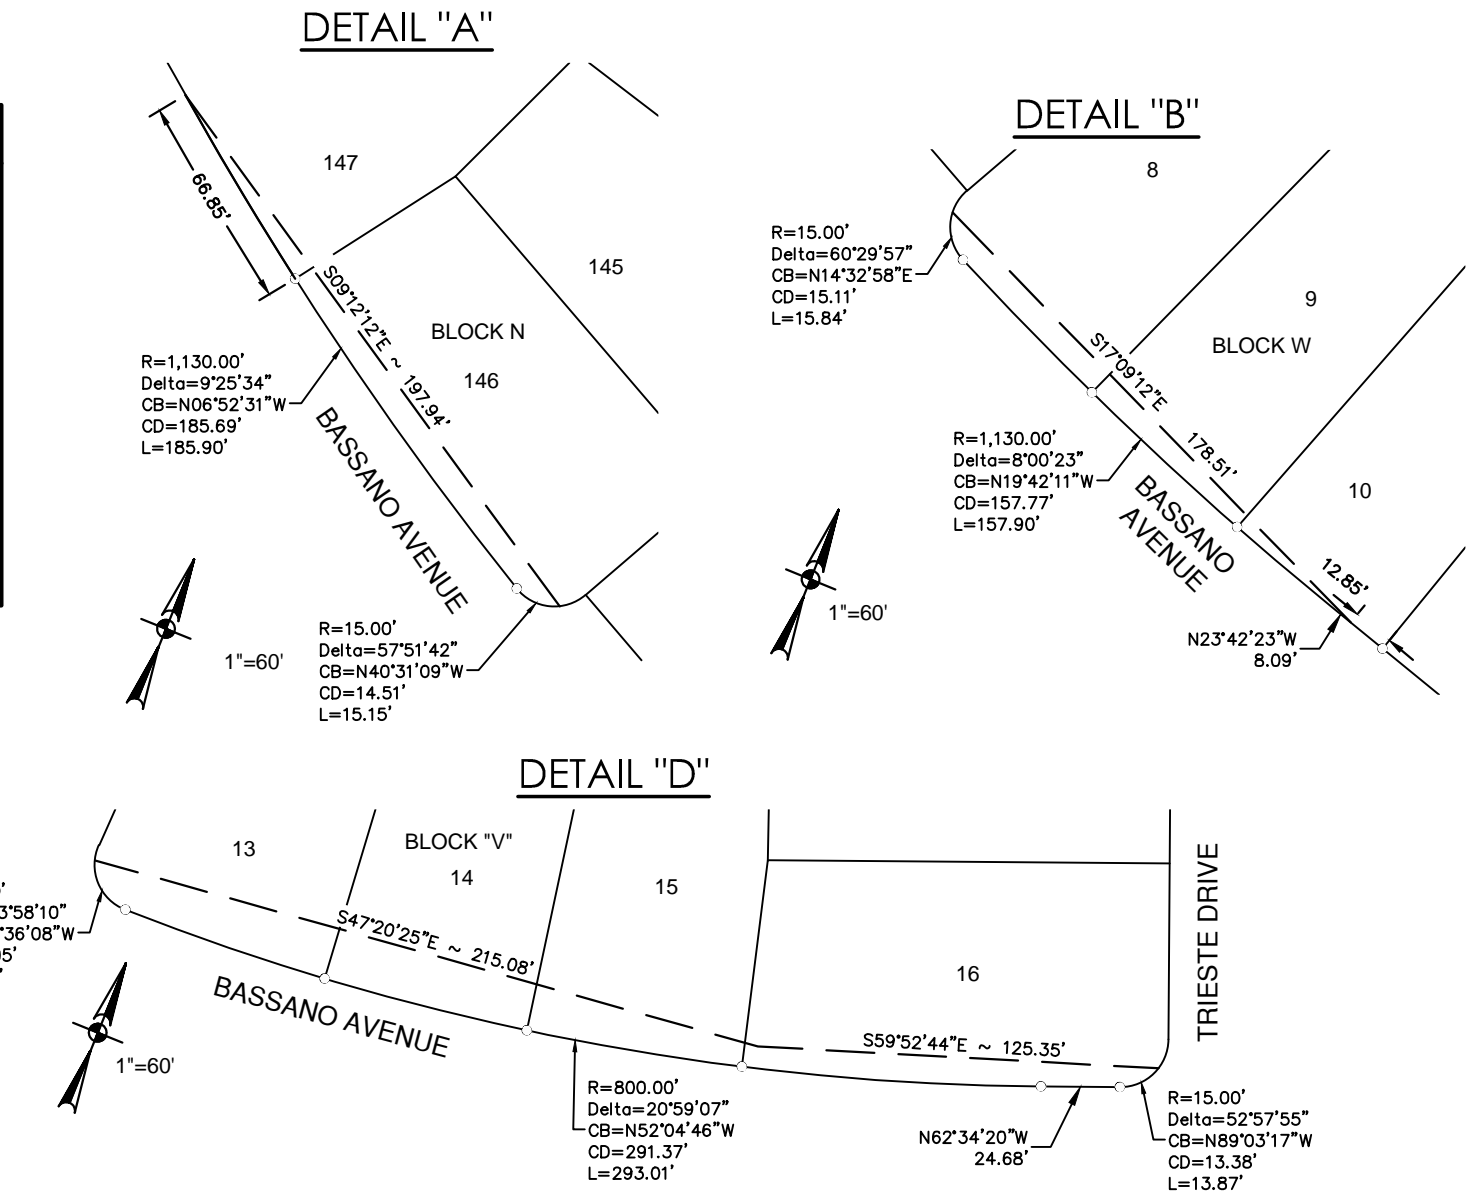 DETAIL "A"
147
66.85'
145
S09°12'12"E ~ 197.94'
BLOCK N
146
R=1,130.00'
Delta=9°25'34"
CB=N06°52'31"W
CD=185.69'
L=185.90'
BASSANO AVENUE
1"=60'
R=15.00'
Delta=57°51'42"
CB=N40°31'09"W
CD=14.51'
L=15.15'
DETAIL "B"
8
R=15.00'
Delta=60°29'57"
CB=N14°32'58"E
CD=15.11'
L=15.84'
9
BLOCK W
S17°09'12"E
178.51'
R=1,130.00'
Delta=8°00'23"
CB=N19°42'11"W
CD=157.77'
L=157.90'
BASSANO
AVENUE
10
12.85'
1"=60'
N23°42'23"W
8.09'
DETAIL "D"
13
BLOCK "V"
14
15
16
TRIESTE DRIVE
3°58'10"
°36'08"W
S47°20'25"E ~ 215.08'
BASSANO AVENUE
1"=60'
S59°52'44"E ~ 125.35'
R=800.00'
Delta=20°59'07"
CB=N52°04'46"W
CD=291.37'
L=293.01'
N62°34'20"W
24.68'
R=15.00'
Delta=52°57'55"
CB=N89°03'17"W
CD=13.38'
L=13.87'